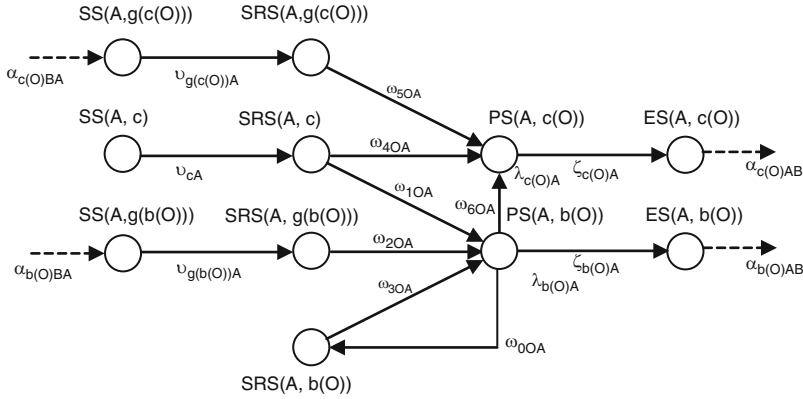 SS(A,g(c(O))) SRS(A,g(c(O)))
α_c(O)BA υ_g(c(O))A
ω_5OA
SS(A, c) SRS(A, c) PS(A, c(O)) ES(A, c(O))
ω_4OA
υ_cA λ_c(O)A ζ_c(O)A α_c(O)AB
ω_1OA ω_6OA
SS(A,g(b(O))) SRS(A, g(b(O))) PS(A, b(O)) ES(A, b(O))
ω_2OA
α_b(O)BA υ_g(b(O))A λ_b(O)A ζ_b(O)A α_b(O)AB
ω_3OA
ω_0OA
SRS(A, b(O))